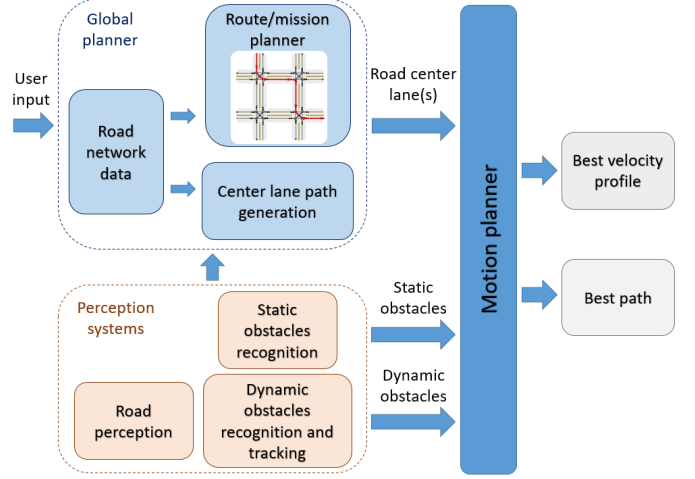 Global
planner
Route/mission
planner
User
input
Road
network
data
Center lane path
generation
Road center
lane(s)
Motion planner
Best velocity
profile
Best path
Perception
systems
Static
obstacles
recognition
Road
perception
Dynamic
obstacles
recognition and
tracking
Static
obstacles
Dynamic
obstacles